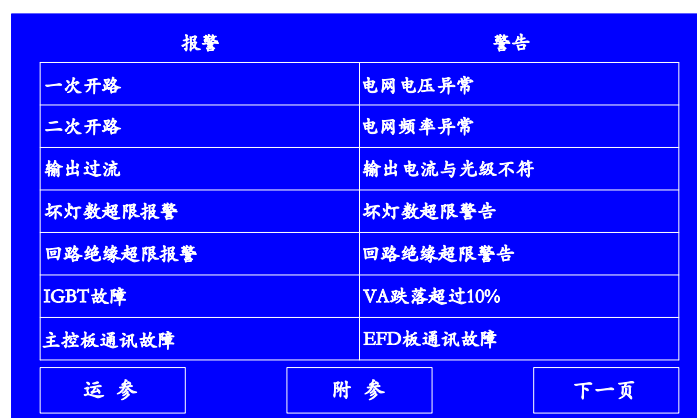 报警 警告
一次开路 电网电压异常
二次开路 电网频率异常
输出过流 输出电流与光级不符
坏灯数超限报警 坏灯数超限警告
回路绝缘超限报警 回路绝缘超限警告
IGBT故障 VA跌落超过10%
主控板通讯故障 EFD板通讯故障
运 参 附 参 下一页